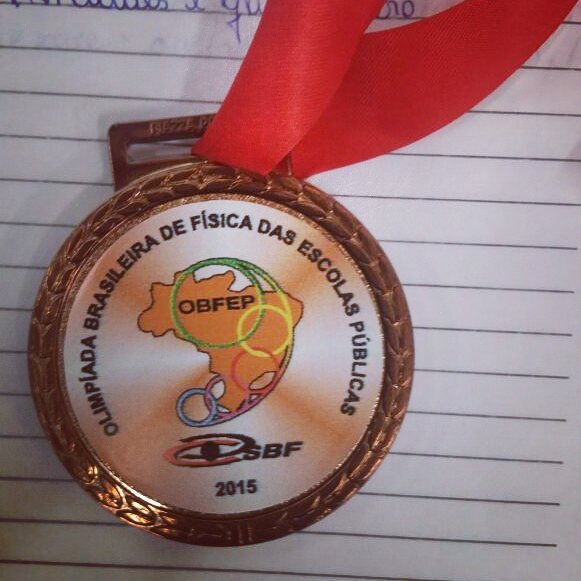 OLIMPÍADA BRASILEIRA DE FÍSICA DAS ESCOLAS PÚBLICAS
OBFEP
SBF
2015